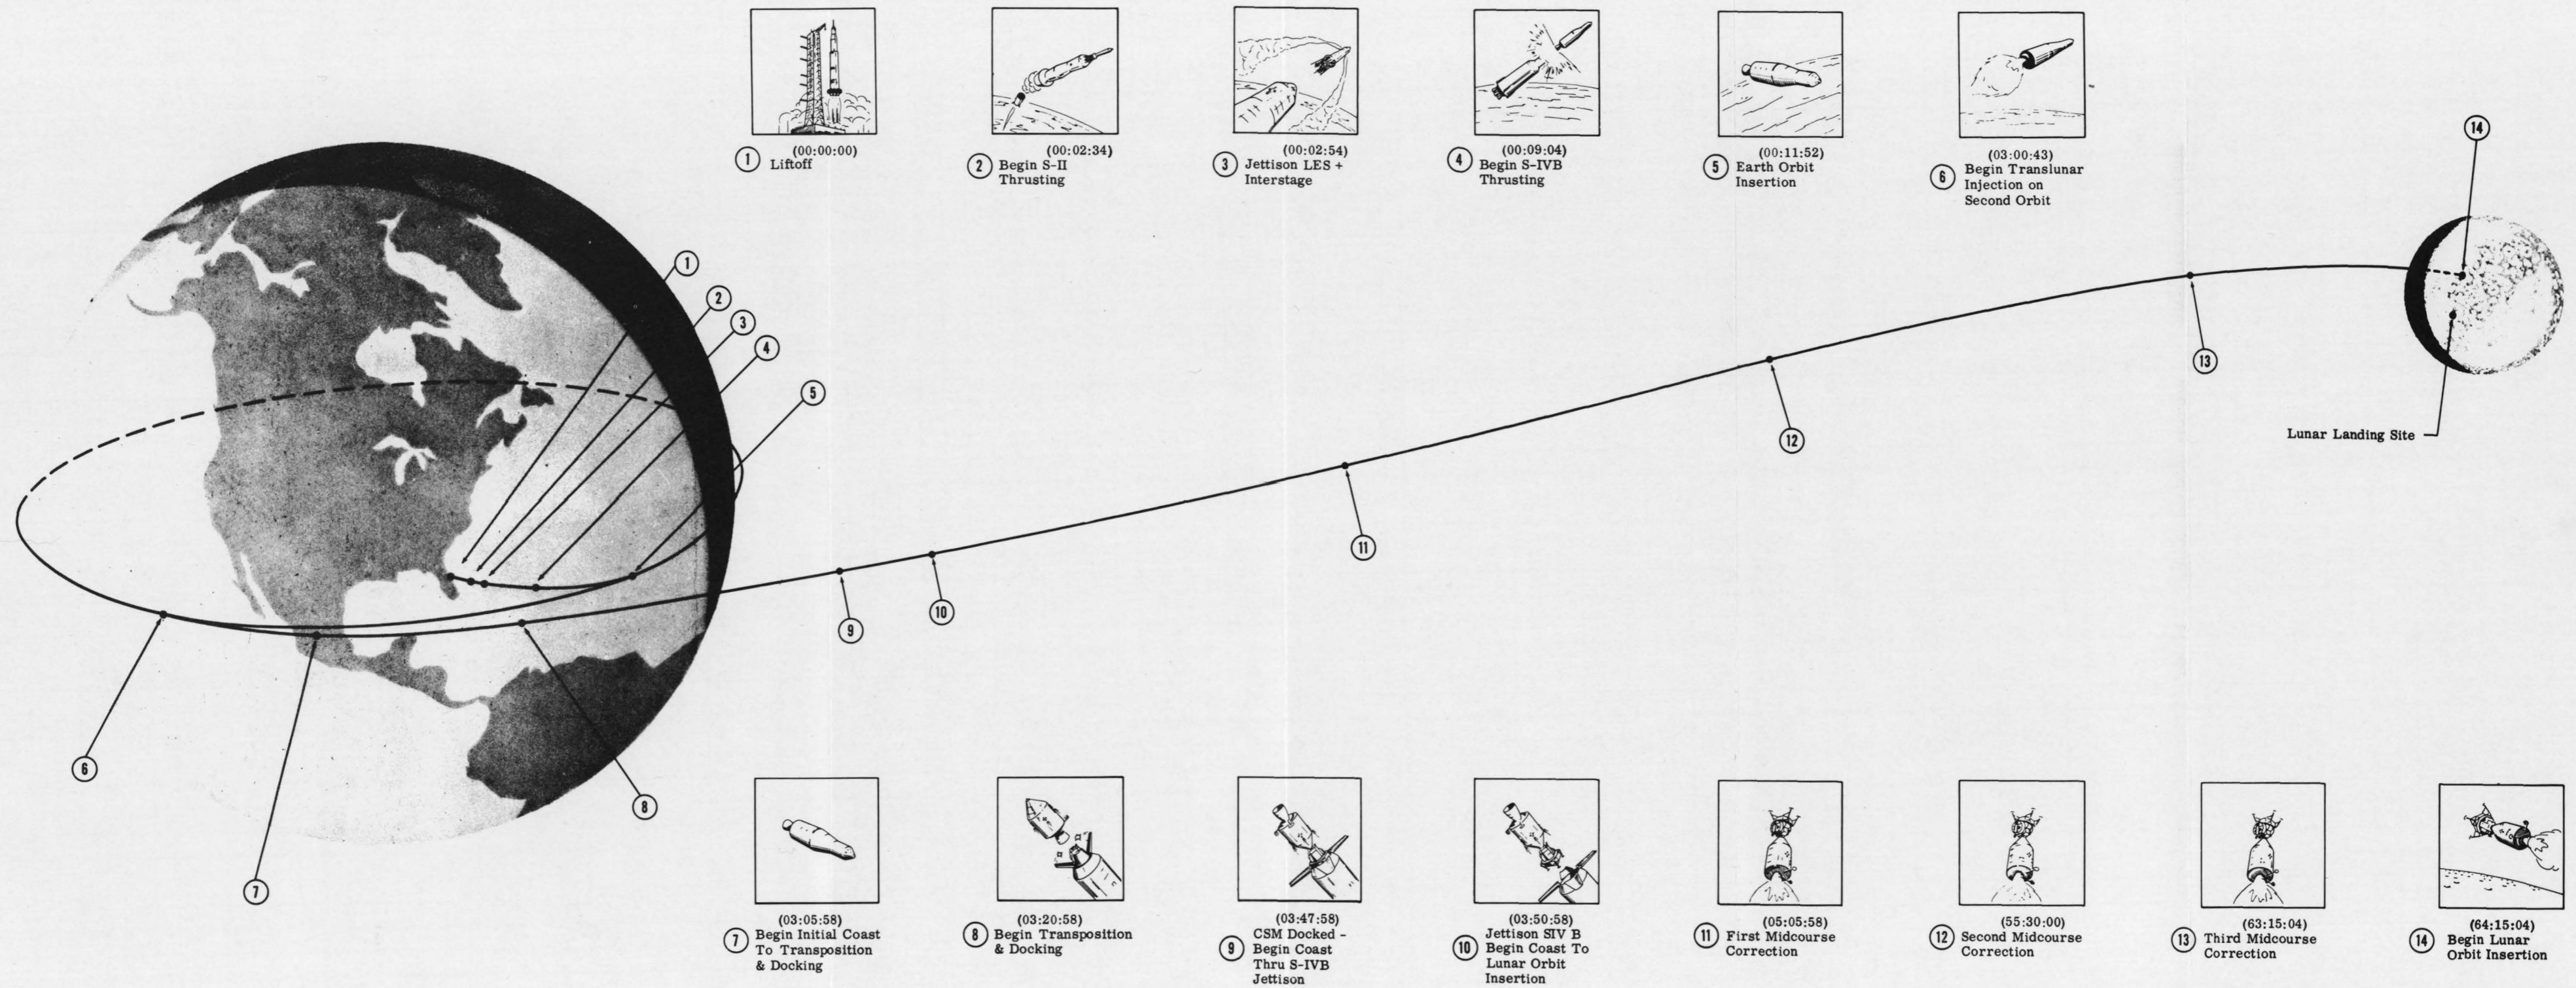 (00:00:00)
1 Liftoff
(00:02:34)
2 Begin S-II
Thrusting
(00:02:54)
3 Jettison LES +
Interstage
(00:09:04)
4 Begin S-IVB
Thrusting
(00:11:52)
5 Earth Orbit
Insertion
(03:00:43)
6 Begin Translunar
Injection on
Second Orbit
14
1
2
3
4
5
13
12
Lunar Landing Site
11
10
9
6
8
7
(03:05:58)
7 Begin Initial Coast
To Transposition
& Docking
(03:20:58)
8 Begin Transposition
& Docking
(03:47:58)
9 CSM Docked -
Begin Coast
Thru S-IVB
Jettison
(03:50:58)
10 Jettison SIV B
Begin Coast To
Lunar Orbit
Insertion
(05:05:58)
11 First Midcourse
Correction
(55:30:00)
12 Second Midcourse
Correction
(63:15:04)
13 Third Midcourse
Correction
(64:15:04)
14 Begin Lunar
Orbit Insertion